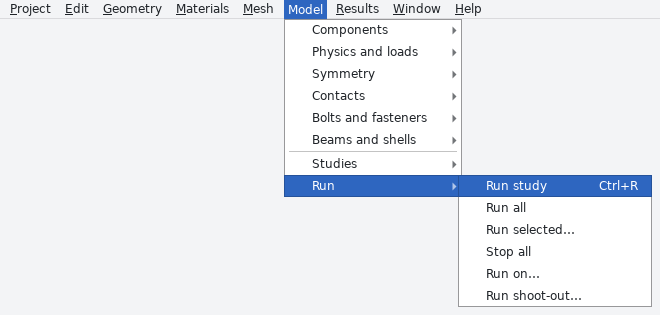 Project Edit Geometry Materials Mesh Model Results Window Help
Components
Physics and loads
Symmetry
Contacts
Bolts and fasteners
Beams and shells
Studies
Run
Run study Ctrl+R
Run all
Run selected...
Stop all
Run on...
Run shoot-out...